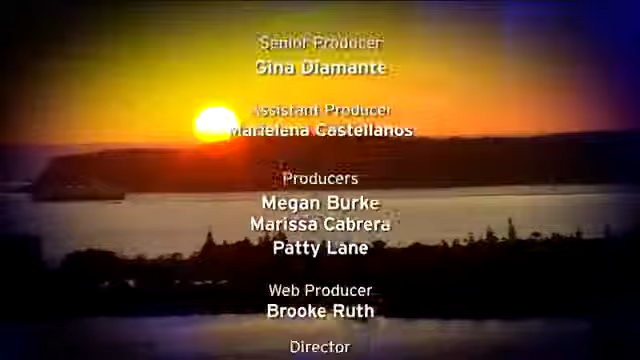 Senior Producer
Gina Diamante
Assistant Producer
Marielena Castellanos
Producers
Megan Burke
Marissa Cabrera
Patty Lane
Web Producer
Brooke Ruth
Director